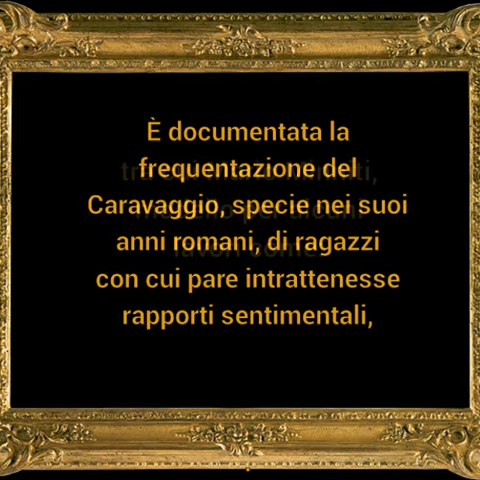 È documentata la
frequentazione del
Caravaggio, specie nei suoi
anni romani, di ragazzi
con cui pare intrattenesse
rapporti sentimentali,